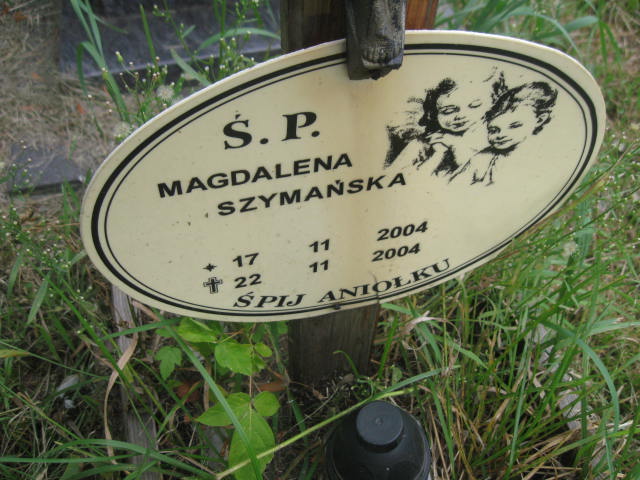 Ś. P.
MAGDALENA
SZYMAŃSKA
17 11 2004
22 11 2004
ŚPIJ ANIOŁKU